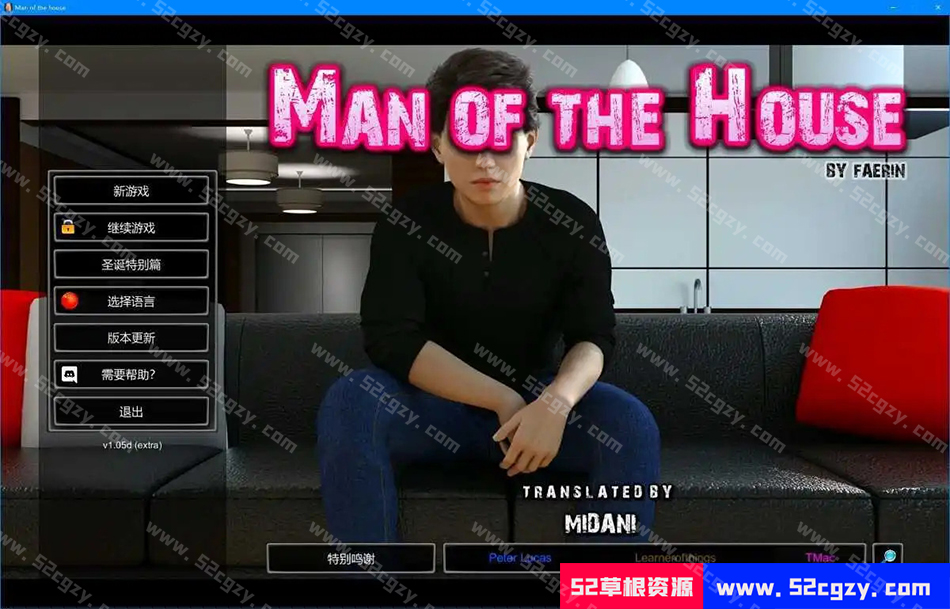 Man of the house
MAN OF THE HOUSE
BY FAERIN
新游戏
继续游戏
圣诞特别篇
选择语言
版本更新
需要帮助?
退出
v1.05d (extra)
TRANSLATED BY
MIDANI
特别鸣谢
Peter Lucas
Learnerofthings
TMac
52草根资源 www.52cgzy.com
www.52cgzy.com